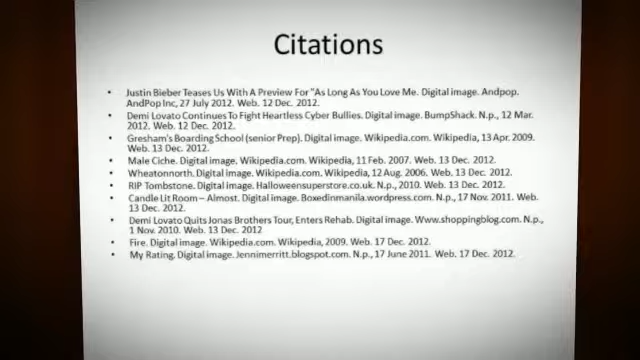 Citations
• Justin Bieber Teases Us With A Preview For "As Long As You Love Me. Digital image. Andpop.
AndPop Inc, 27 July 2012. Web. 12 Dec. 2012.
• Demi Lovato Continues To Fight Heartless Cyber Bullies. Digital image. BumpShack. N.p., 12 Mar.
2012. Web. 12 Dec. 2012.
• Gresham's Boarding School (senior Prep). Digital image. Wikipedia.com. Wikipedia, 13 Apr. 2009.
Web. 13 Dec. 2012.
• Male Ciche. Digital image. Wikipedia.com. Wikipedia, 11 Feb. 2007. Web. 13 Dec. 2012.
• Wheatonnorth. Digital image. Wikipedia.com. Wikipedia, 12 Aug. 2006. Web. 13 Dec. 2012.
• RIP Tombstone. Digital image. Halloweensuperstore.co.uk. N.p., 2010. Web. 13 Dec. 2012.
• Candle Lit Room – Almost. Digital image. Boxedinmanila.wordpress.com. N.p., 17 Nov. 2011. Web.
13 Dec. 2012.
• Demi Lovato Quits Jonas Brothers Tour, Enters Rehab. Digital image. Www.shoppingblog.com. N.p.,
1 Nov. 2010. Web. 13 Dec. 2012
• Fire. Digital image. Wikipedia.com. Wikipedia, 2009. Web. 17 Dec. 2012.
• My Rating. Digital image. Jennimerritt.blogspot.com. N.p., 17 June 2011. Web. 17 Dec. 2012.